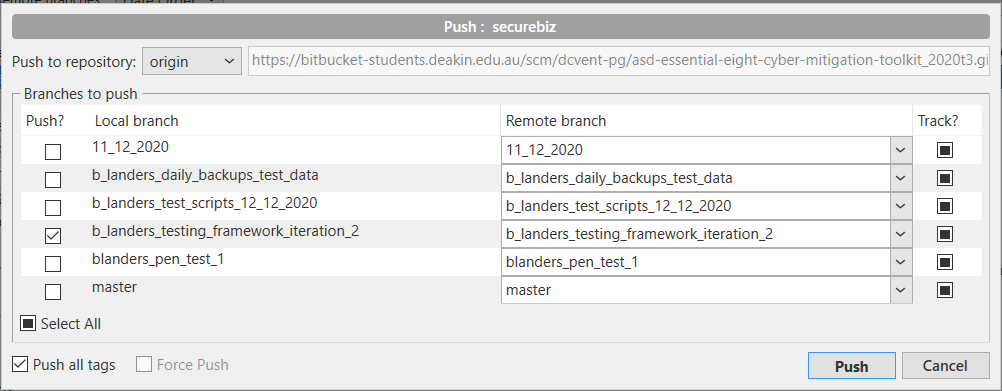 Push : securebiz
Push to repository: origin https://bitbucket-students.deakin.edu.au/scm/dcvent-pg/asd-essential-eight-cyber-mitigation-toolkit_2020t3.gi
Branches to push
Push? Local branch Remote branch Track?
11_12_2020 11_12_2020
b_landers_daily_backups_test_data b_landers_daily_backups_test_data
b_landers_test_scripts_12_12_2020 b_landers_test_scripts_12_12_2020
b_landers_testing_framework_iteration_2 b_landers_testing_framework_iteration_2
blanders_pen_test_1 blanders_pen_test_1
master master
Select All
Push all tags Force Push Push Cancel